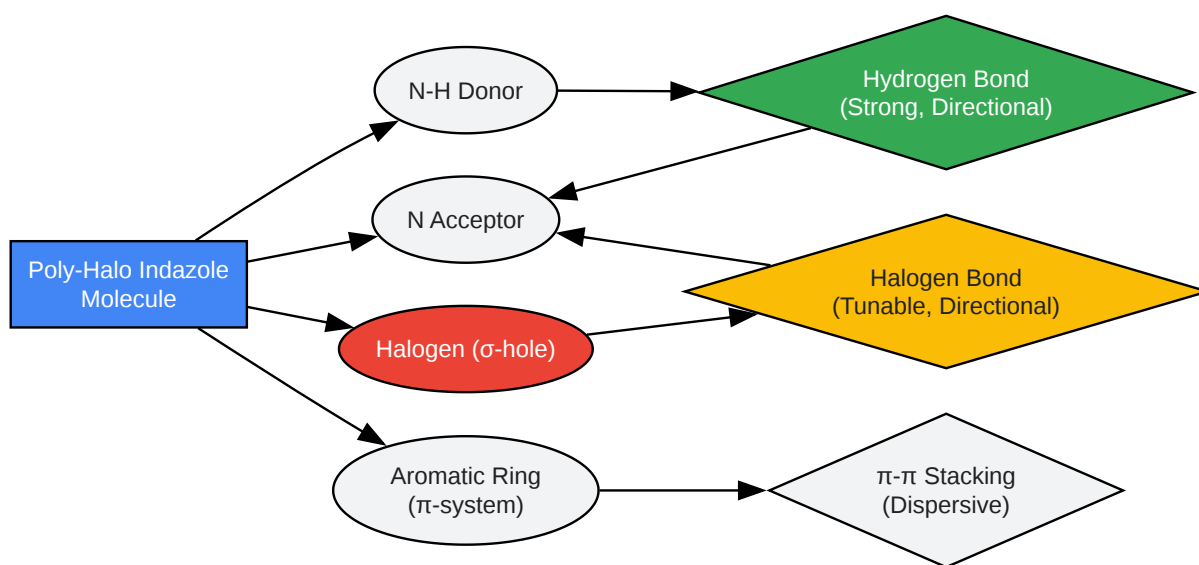 Poly-Halo Indazole
Molecule
N-H Donor
N Acceptor
Halogen (σ-hole)
Aromatic Ring
(π-system)
Hydrogen Bond
(Strong, Directional)
Halogen Bond
(Tunable, Directional)
π-π Stacking
(Dispersive)